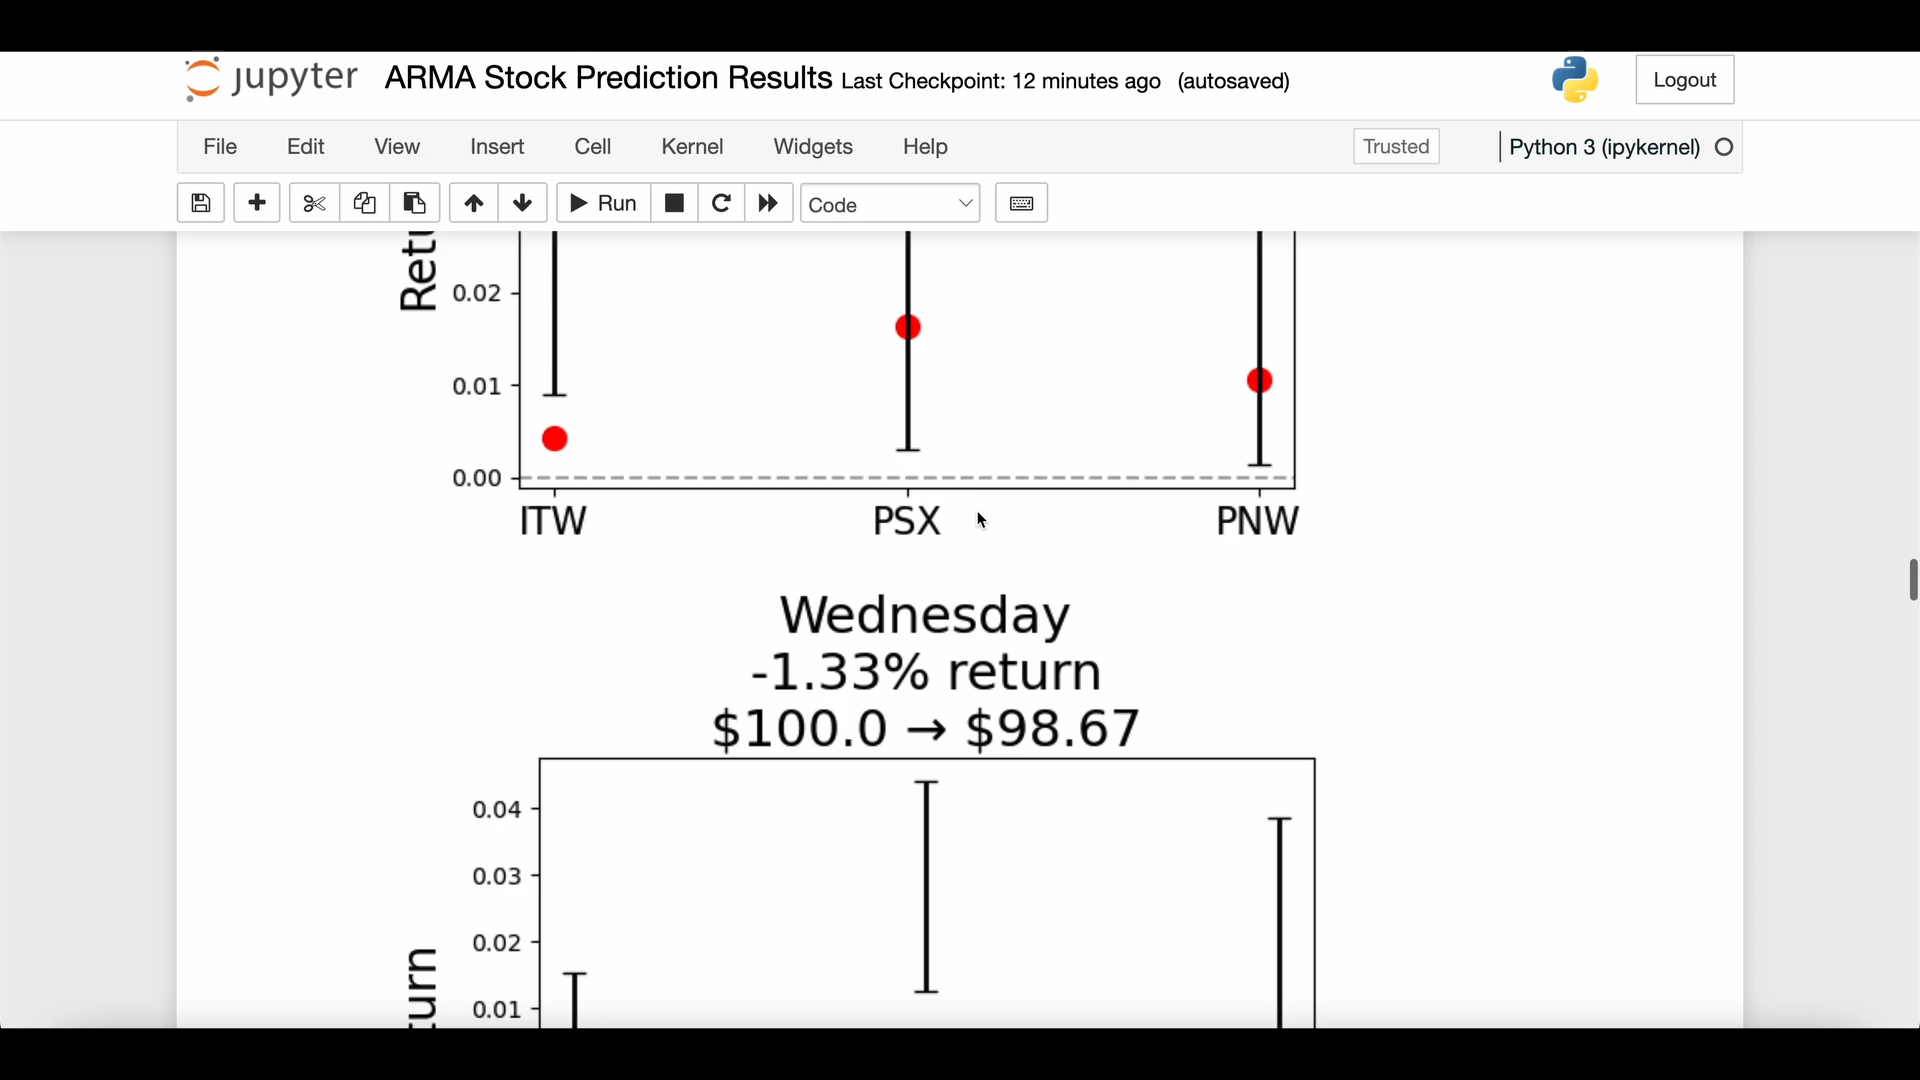 jupyter ARMA Stock Prediction Results Last Checkpoint: 12 minutes ago (autosaved) Logout
File Edit View Insert Cell Kernel Widgets Help Trusted Python 3 (ipykernel)
Run Code
0.02
0.01
0.00
ITW PSX PNW
Wednesday
-1.33% return
$100.0 → $98.67
0.04
0.03
0.02
0.01